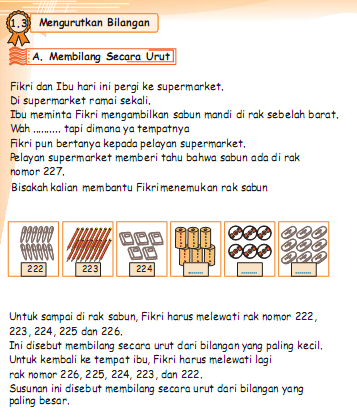 1.3 Mengurutkan Bilangan
A. Membilang Secara Urut
Fikri dan Ibu hari ini pergi ke supermarket.
Di supermarket ramai sekali.
Ibu meminta Fikri mengambilkan sabun mandi di rak sebelah barat.
Wah .......... tapi dimana ya tempatnya
Fikri pun bertanya kepada pelayan supermarket.
Pelayan supermarket memberi tahu bahwa sabun ada di rak
nomor 227.
Bisakah kalian membantu Fikri menemukan rak sabun
222 223 224 ........ ........ ........
Untuk sampai di rak sabun, Fikri harus melewati rak nomor 222,
223, 224, 225 dan 226.
Ini disebut membilang secara urut dari bilangan yang paling kecil.
Untuk kembali ke tempat ibu, Fikri harus melewati lagi
rak nomor 226, 225, 224, 223, dan 222.
Susunan ini disebut membilang secara urut dari bilangan yang
paling besar.